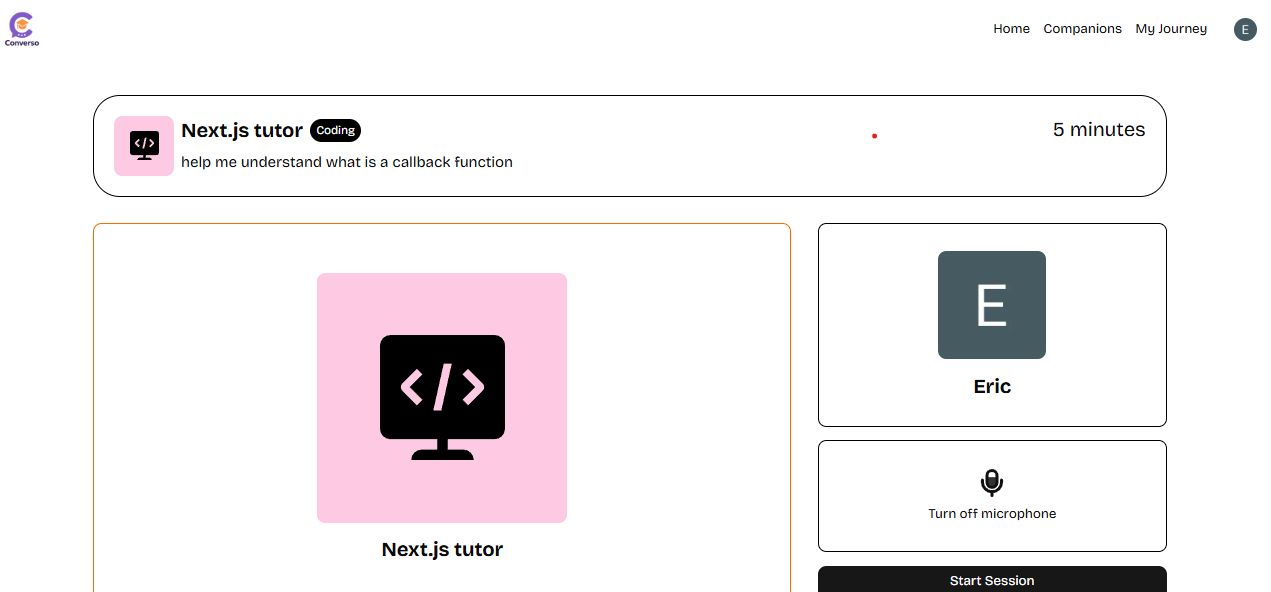 Converso
Home Companions My Journey E
Next.js tutor Coding
help me understand what is a callback function
5 minutes
</>
Next.js tutor
E
Eric
Turn off microphone
Start Session